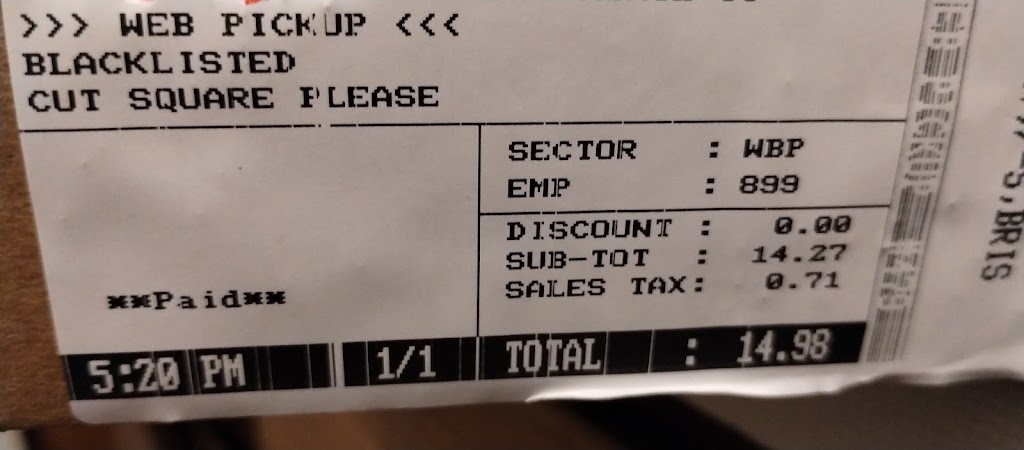 >>> WEB PICKUP <<<
BLACKLISTED
CUT SQUARE PLEASE
SECTOR : WBP
EMP : 899
DISCOUNT : 0.00
SUB-TOT : 14.27
SALES TAX: 0.71
**Paid**
5:20 PM 1/1 TOTAL : 14.98
S,BRIS